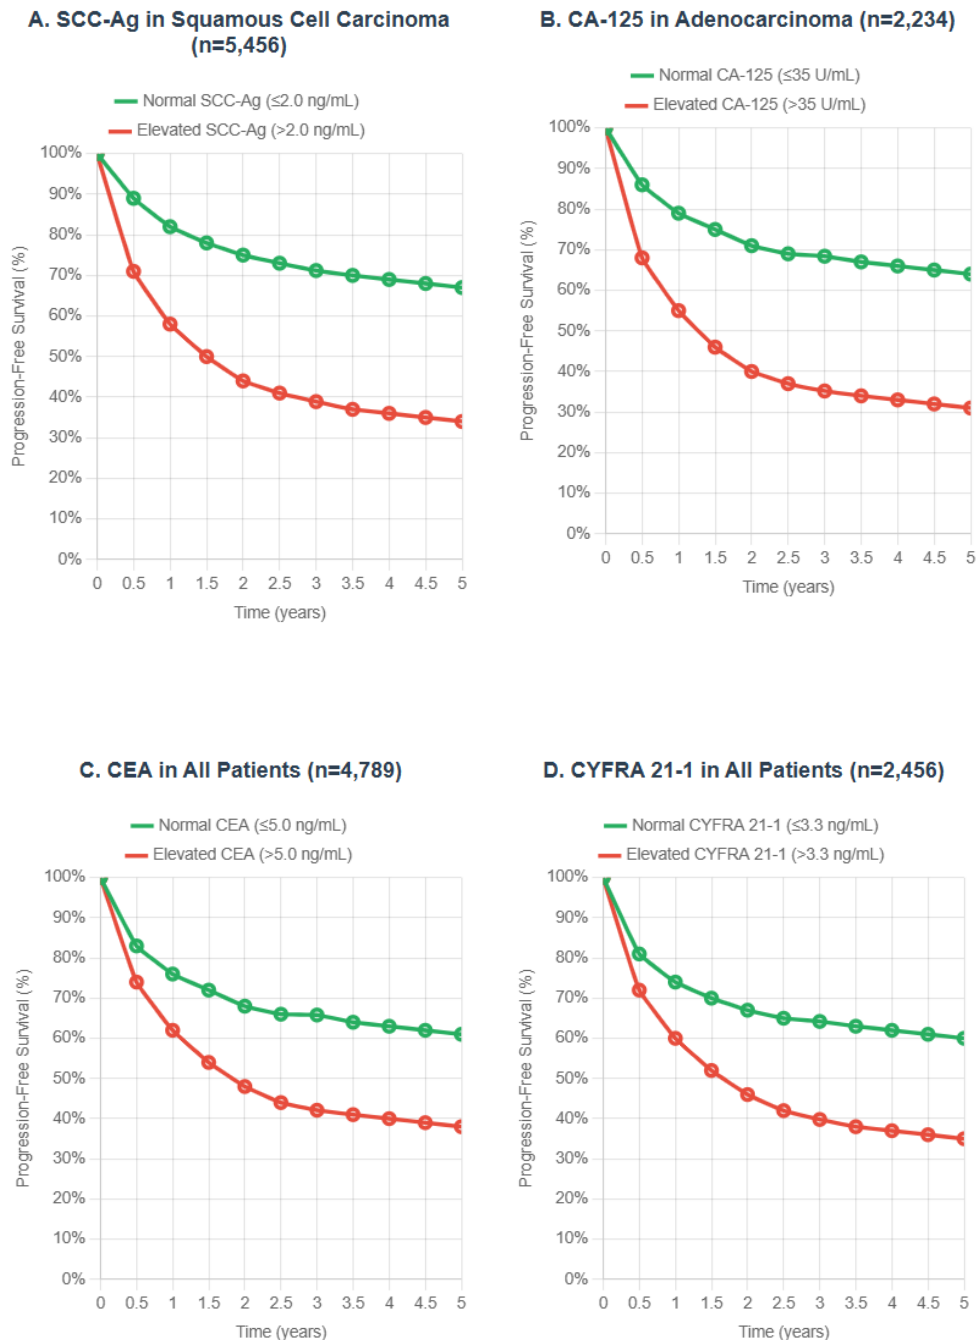 A. SCC-Ag in Squamous Cell Carcinoma
(n=5,456)
Normal SCC-Ag (≤2.0 ng/mL)
Elevated SCC-Ag (>2.0 ng/mL)
Progression-Free Survival (%)
100%
90%
80%
70%
60%
50%
40%
30%
20%
10%
0%
0 0.5 1 1.5 2 2.5 3 3.5 4 4.5 5
Time (years)
B. CA-125 in Adenocarcinoma (n=2,234)
Normal CA-125 (≤35 U/mL)
Elevated CA-125 (>35 U/mL)
Progression-Free Survival (%)
100%
90%
80%
70%
60%
50%
40%
30%
20%
10%
0%
0 0.5 1 1.5 2 2.5 3 3.5 4 4.5 5
Time (years)
C. CEA in All Patients (n=4,789)
Normal CEA (≤5.0 ng/mL)
Elevated CEA (>5.0 ng/mL)
Progression-Free Survival (%)
100%
90%
80%
70%
60%
50%
40%
30%
20%
10%
0%
0 0.5 1 1.5 2 2.5 3 3.5 4 4.5 5
Time (years)
D. CYFRA 21-1 in All Patients (n=2,456)
Normal CYFRA 21-1 (≤3.3 ng/mL)
Elevated CYFRA 21-1 (>3.3 ng/mL)
Progression-Free Survival (%)
100%
90%
80%
70%
60%
50%
40%
30%
20%
10%
0%
0 0.5 1 1.5 2 2.5 3 3.5 4 4.5 5
Time (years)